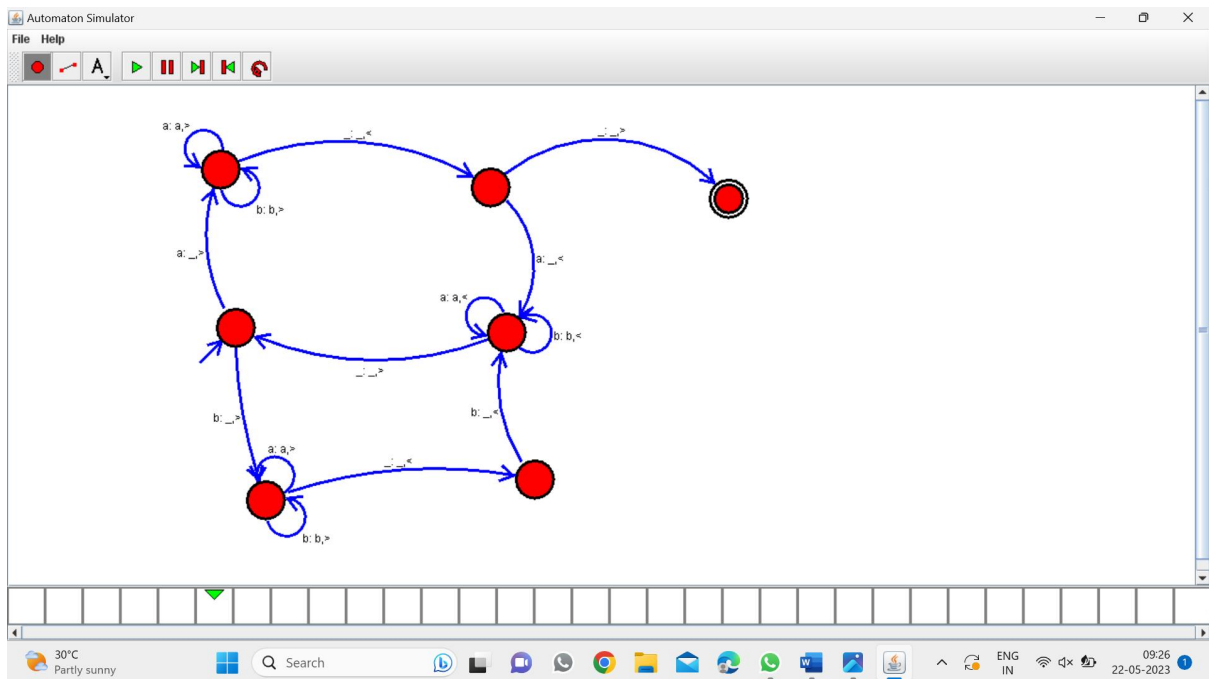 Automaton Simulator
File Help
A
a: a,>
_: _,<
_: _,>
b: b,>
a: _,>
a: _,<
a: a,<
b: b,<
_: _,>
b: _,>
b: _,<
a: a,>
_: _,<
b: b,>
30°C
Partly sunny
Search
ENG
IN
09:26
22-05-2023
1